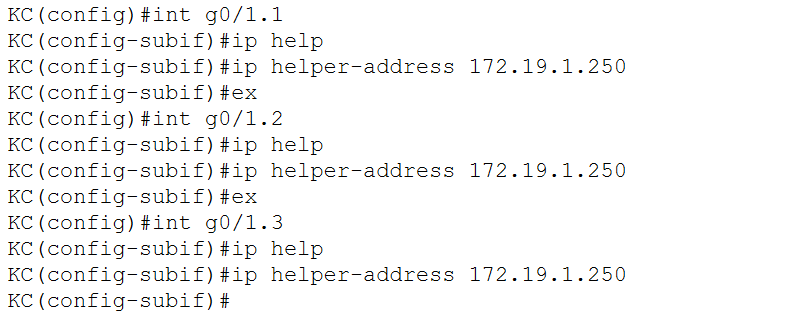 KC(config)#int g0/1.1
KC(config-subif)#ip help
KC(config-subif)#ip helper-address 172.19.1.250
KC(config-subif)#ex
KC(config)#int g0/1.2
KC(config-subif)#ip help
KC(config-subif)#ip helper-address 172.19.1.250
KC(config-subif)#ex
KC(config)#int g0/1.3
KC(config-subif)#ip help
KC(config-subif)#ip helper-address 172.19.1.250
KC(config-subif)#